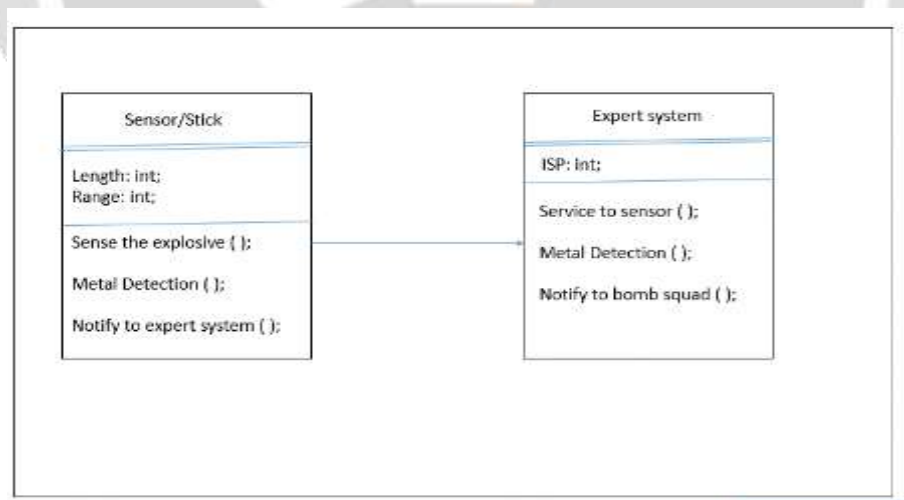 Sensor/Stick
Length: int;
Range: int;
Sense the explosive ( );
Metal Detection ( );
Notify to expert system ( );
Expert system
ISP: int;
Service to sensor ( );
Metal Detection ( );
Notify to bomb squad ( );